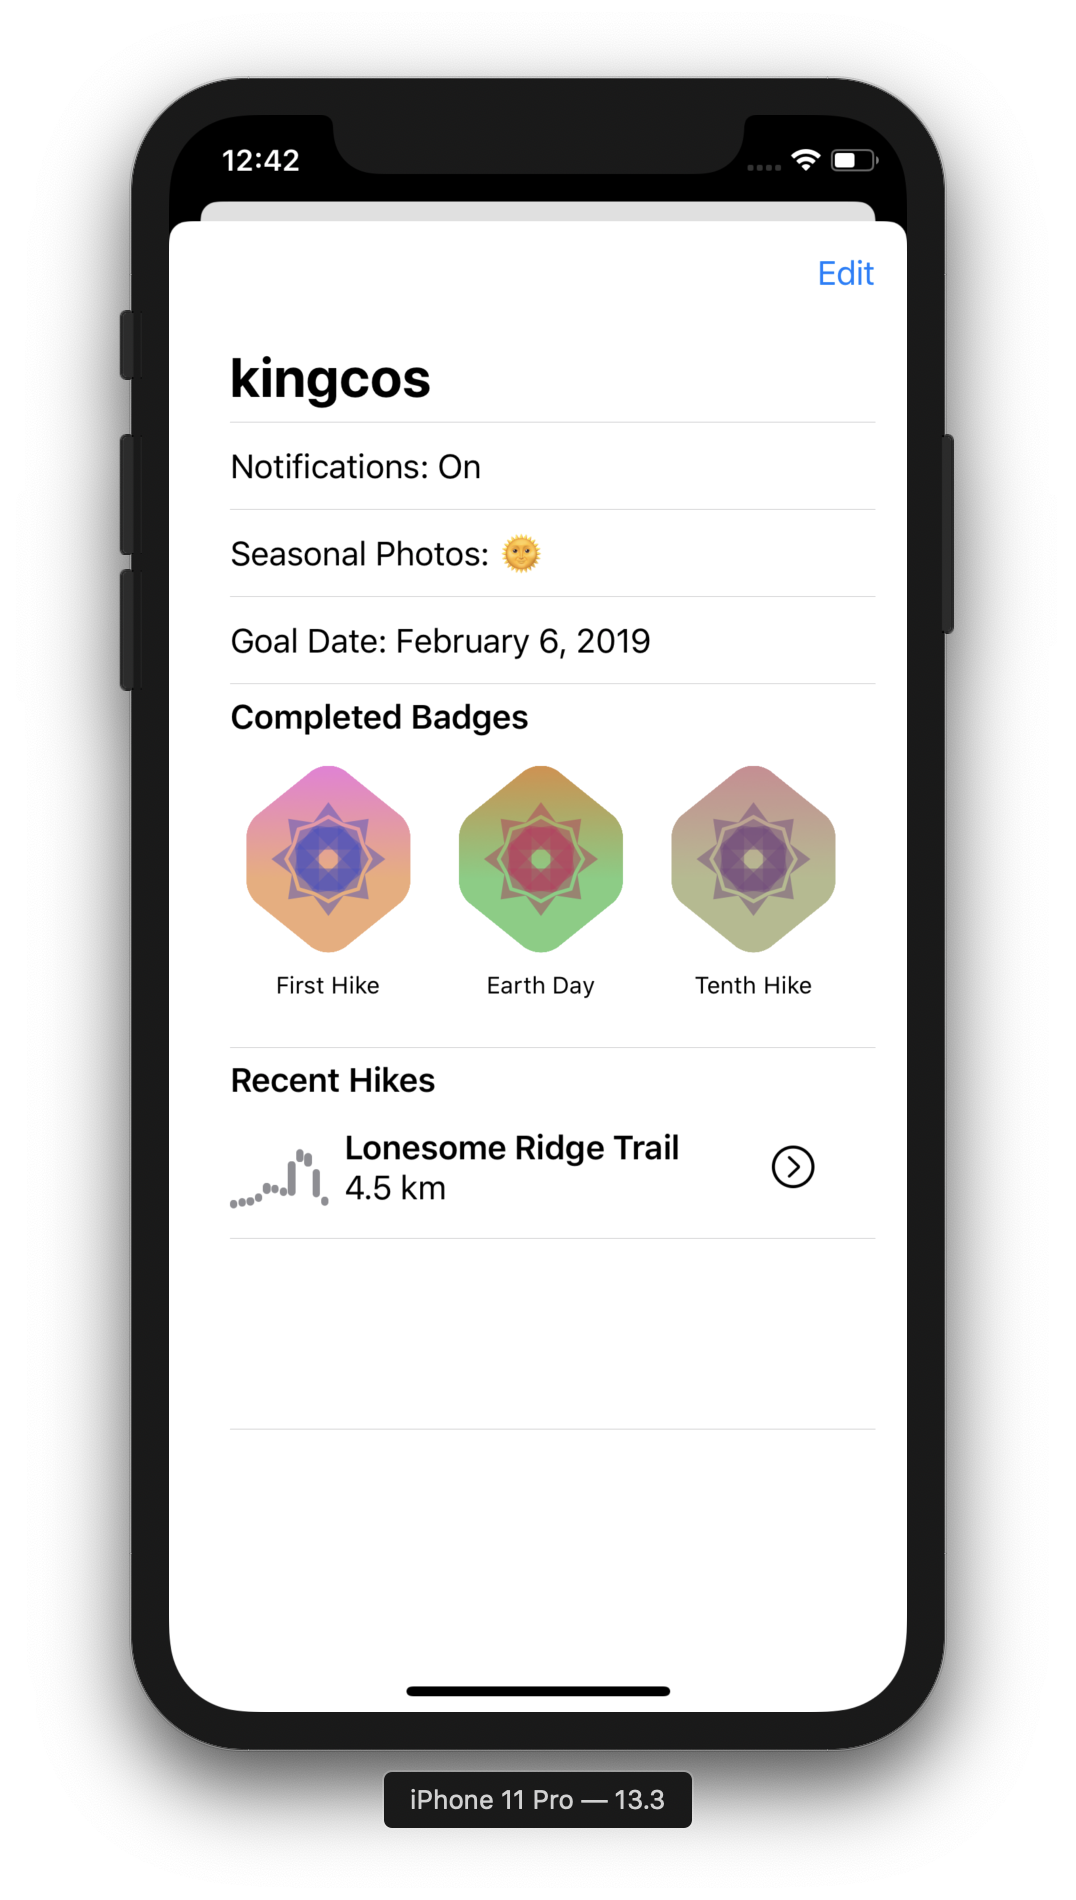 12:42
Edit
kingcos
Notifications: On
Seasonal Photos: 🌞
Goal Date: February 6, 2019
Completed Badges
First Hike
Earth Day
Tenth Hike
Recent Hikes
Lonesome Ridge Trail
4.5 km
iPhone 11 Pro — 13.3